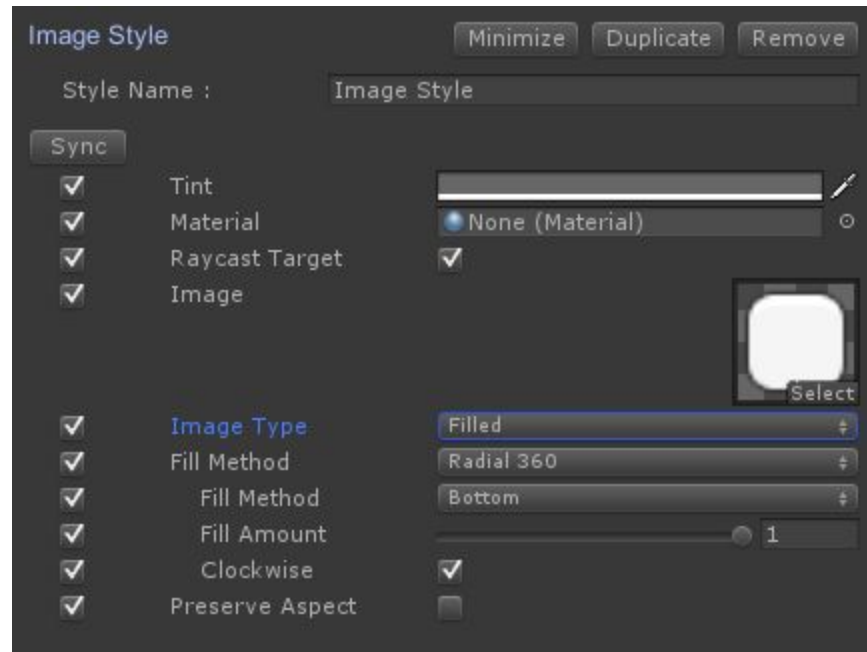 Image Style Minimize Duplicate Remove
Style Name : Image Style
Sync
Tint
Material None (Material)
Raycast Target
Image
Select
Image Type Filled
Fill Method Radial 360
Fill Method Bottom
Fill Amount 1
Clockwise
Preserve Aspect